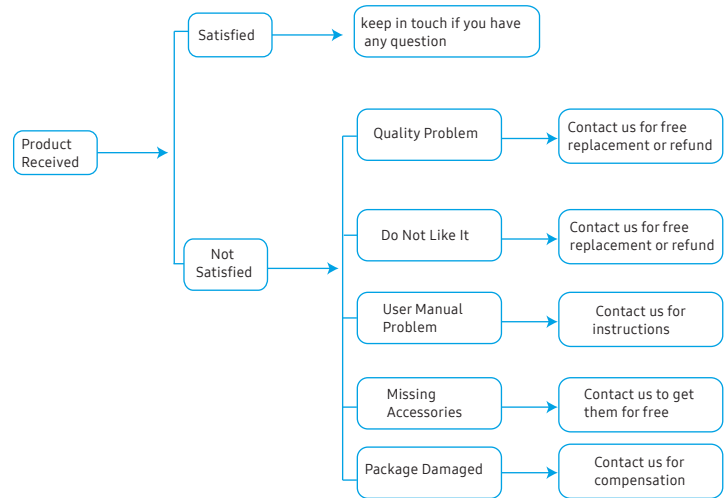 Satisfied
keep in touch if you have
any question
Product
Received
Quality Problem
Contact us for free
replacement or refund
Do Not Like It
Contact us for free
replacement or refund
Not
Satisfied
User Manual
Problem
Contact us for
instructions
Missing
Accessories
Contact us to get
them for free
Package Damaged
Contact us for
compensation